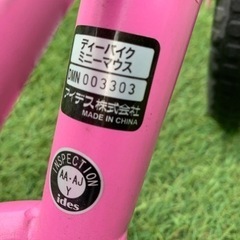 ディーバイク
ミニーマウス
DMN 003303
アイデス株式会社
MADE IN CHINA
INSPECTION
AA-AJ
Y
ides